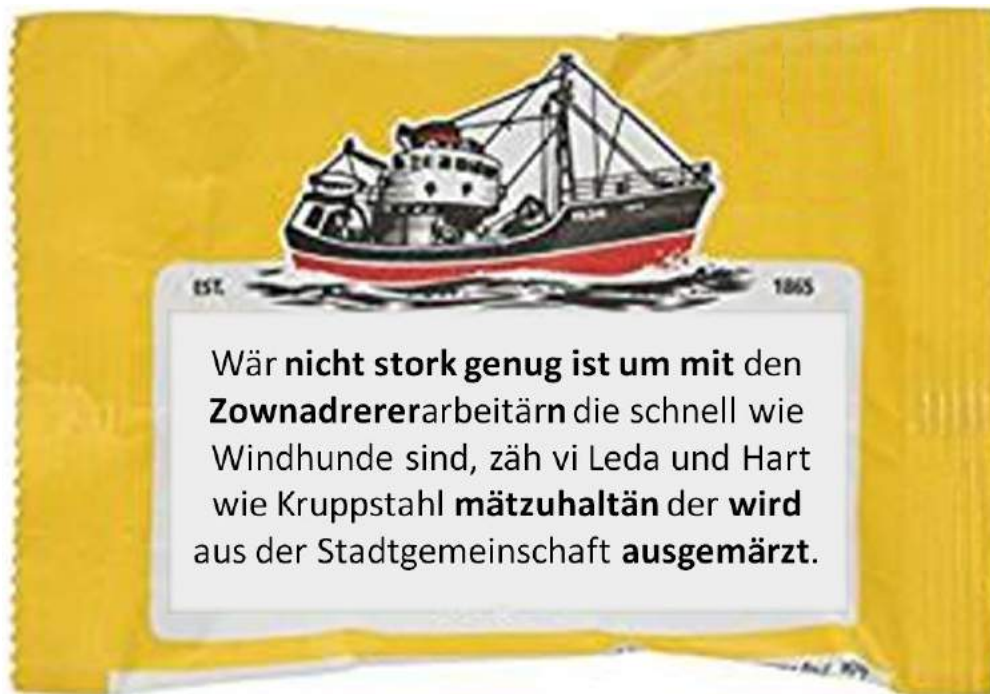 EST. 1865
Wär nicht stork genug ist um mit den
Zownadrererarbeitärn die schnell wie
Windhunde sind, zäh vi Leda und Hart
wie Kruppstahl mätzuhaltän der wird
aus der Stadtgemeinschaft ausgemärzt.